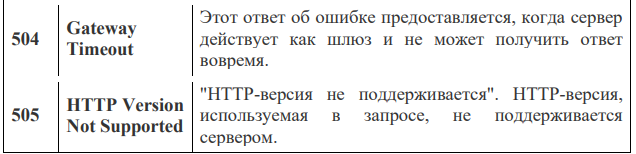 504
Gateway
Timeout
Этот ответ об ошибке предоставляется, когда сервер
действует как шлюз и не может получить ответ
вовремя.
505
HTTP Version
Not Supported
"HTTP-версия не поддерживается". HTTP-версия,
используемая в запросе, не поддерживается
сервером.